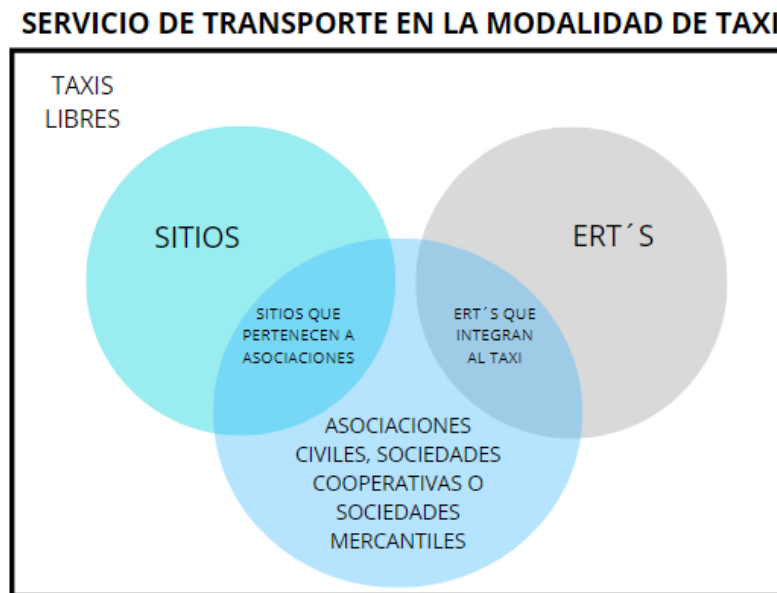 SERVICIO DE TRANSPORTE EN LA MODALIDAD DE TAXI
TAXIS
LIBRES
SITIOS
ERT´S
SITIOS QUE
PERTENECEN A
ASOCIACIONES
ERT´S QUE
INTEGRAN
AL TAXI
ASOCIACIONES
CIVILES, SOCIEDADES
COOPERATIVAS O
SOCIEDADES
MERCANTILES